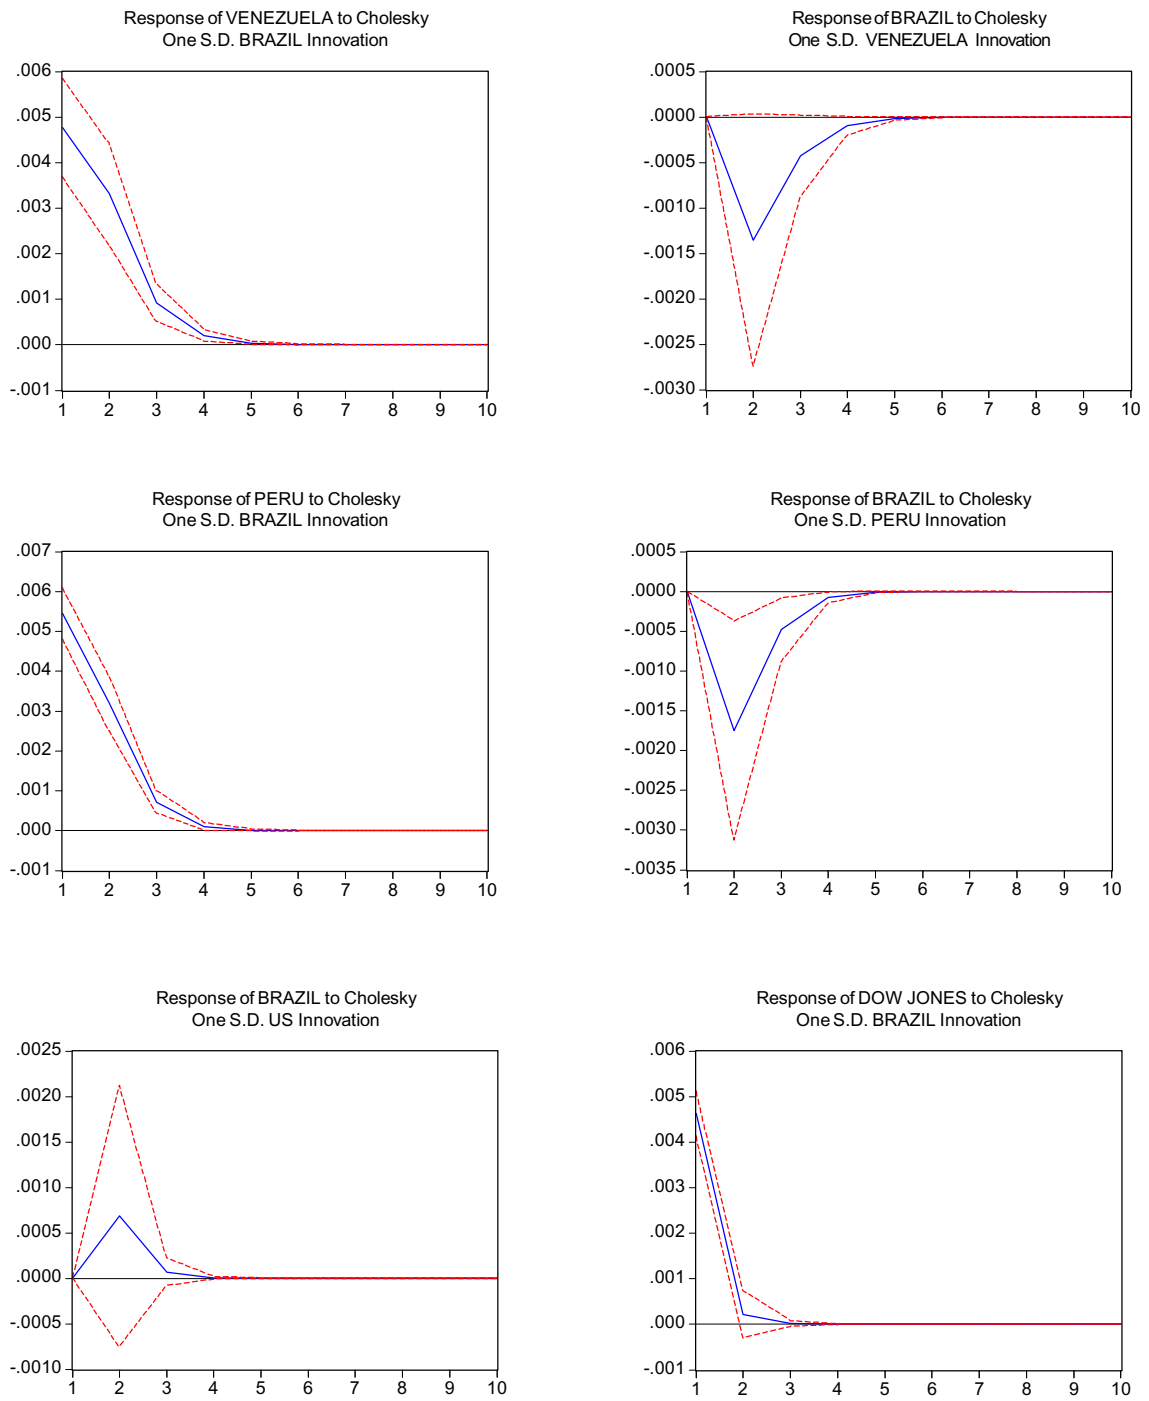 Response of VENEZUELA to Cholesky
One S.D. BRAZIL Innovation
.006
.005
.004
.003
.002
.001
.000
-.001
1 2 3 4 5 6 7 8 9 10
Response of BRAZIL to Cholesky
One S.D. VENEZUELA Innovation
.0005
.0000
-.0005
-.0010
-.0015
-.0020
-.0025
-.0030
1 2 3 4 5 6 7 8 9 10
Response of PERU to Cholesky
One S.D. BRAZIL Innovation
.007
.006
.005
.004
.003
.002
.001
.000
-.001
1 2 3 4 5 6 7 8 9 10
Response of BRAZIL to Cholesky
One S.D. PERU Innovation
.0005
.0000
-.0005
-.0010
-.0015
-.0020
-.0025
-.0030
-.0035
1 2 3 4 5 6 7 8 9 10
Response of BRAZIL to Cholesky
One S.D. US Innovation
.0025
.0020
.0015
.0010
.0005
.0000
-.0005
-.0010
1 2 3 4 5 6 7 8 9 10
Response of DOW JONES to Cholesky
One S.D. BRAZIL Innovation
.006
.005
.004
.003
.002
.001
.000
-.001
1 2 3 4 5 6 7 8 9 10